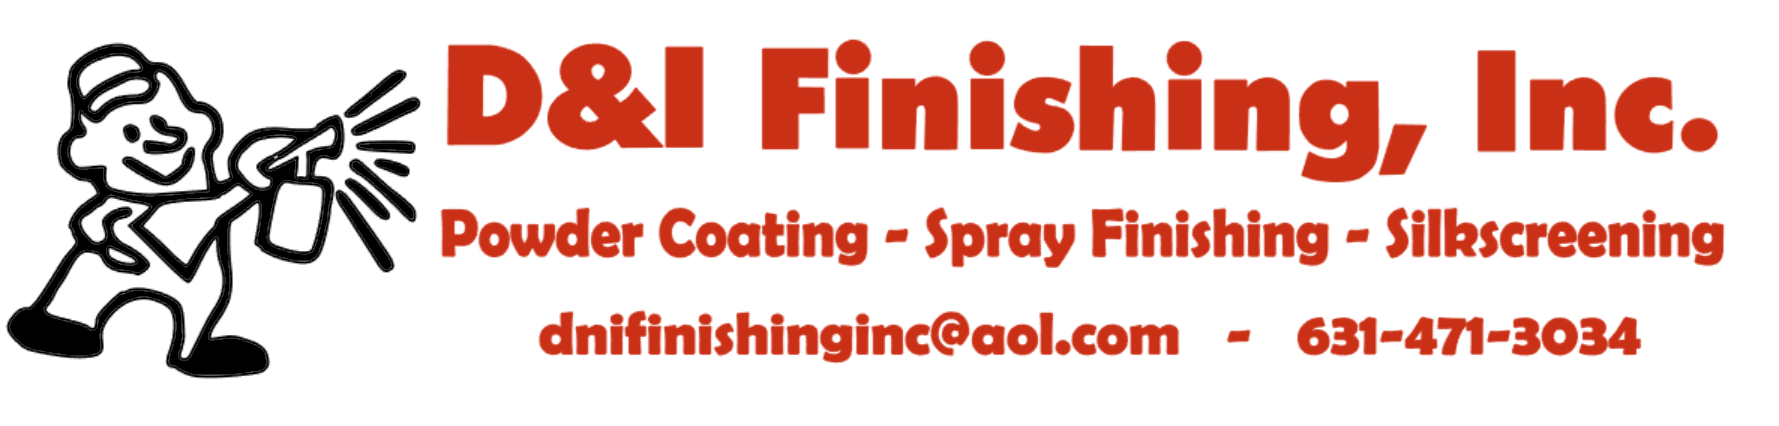 D&I Finishing, Inc.
Powder Coating - Spray Finishing - Silkscreening
dnifinishinginc@aol.com - 631-471-3034